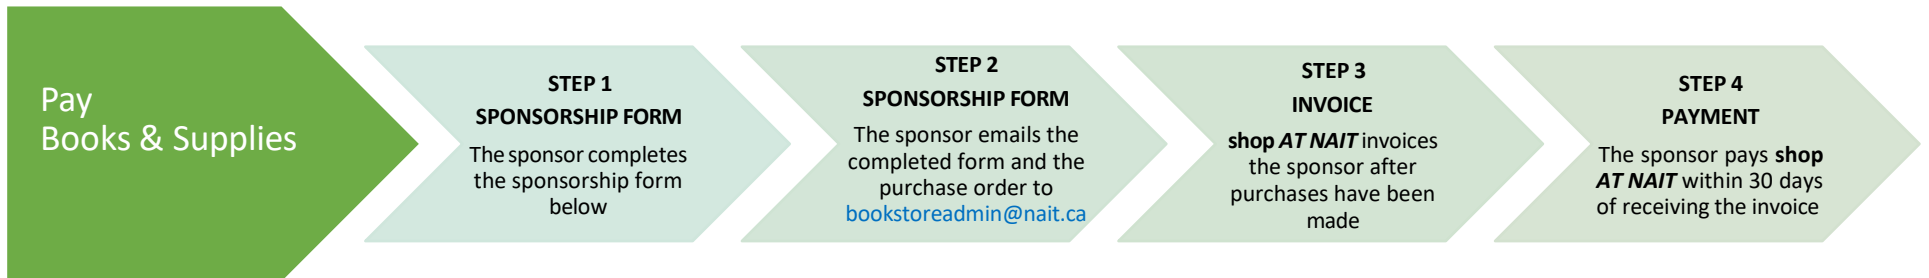 Pay
Books & Supplies
STEP 1
SPONSORSHIP FORM
The sponsor completes
the sponsorship form
below
STEP 2
SPONSORSHIP FORM
The sponsor emails the
completed form and the
purchase order to
bookstoreadmin@nait.ca
STEP 3
INVOICE
shop AT NAIT invoices
the sponsor after
purchases have been
made
STEP 4
PAYMENT
The sponsor pays shop
AT NAIT within 30 days
of receiving the invoice